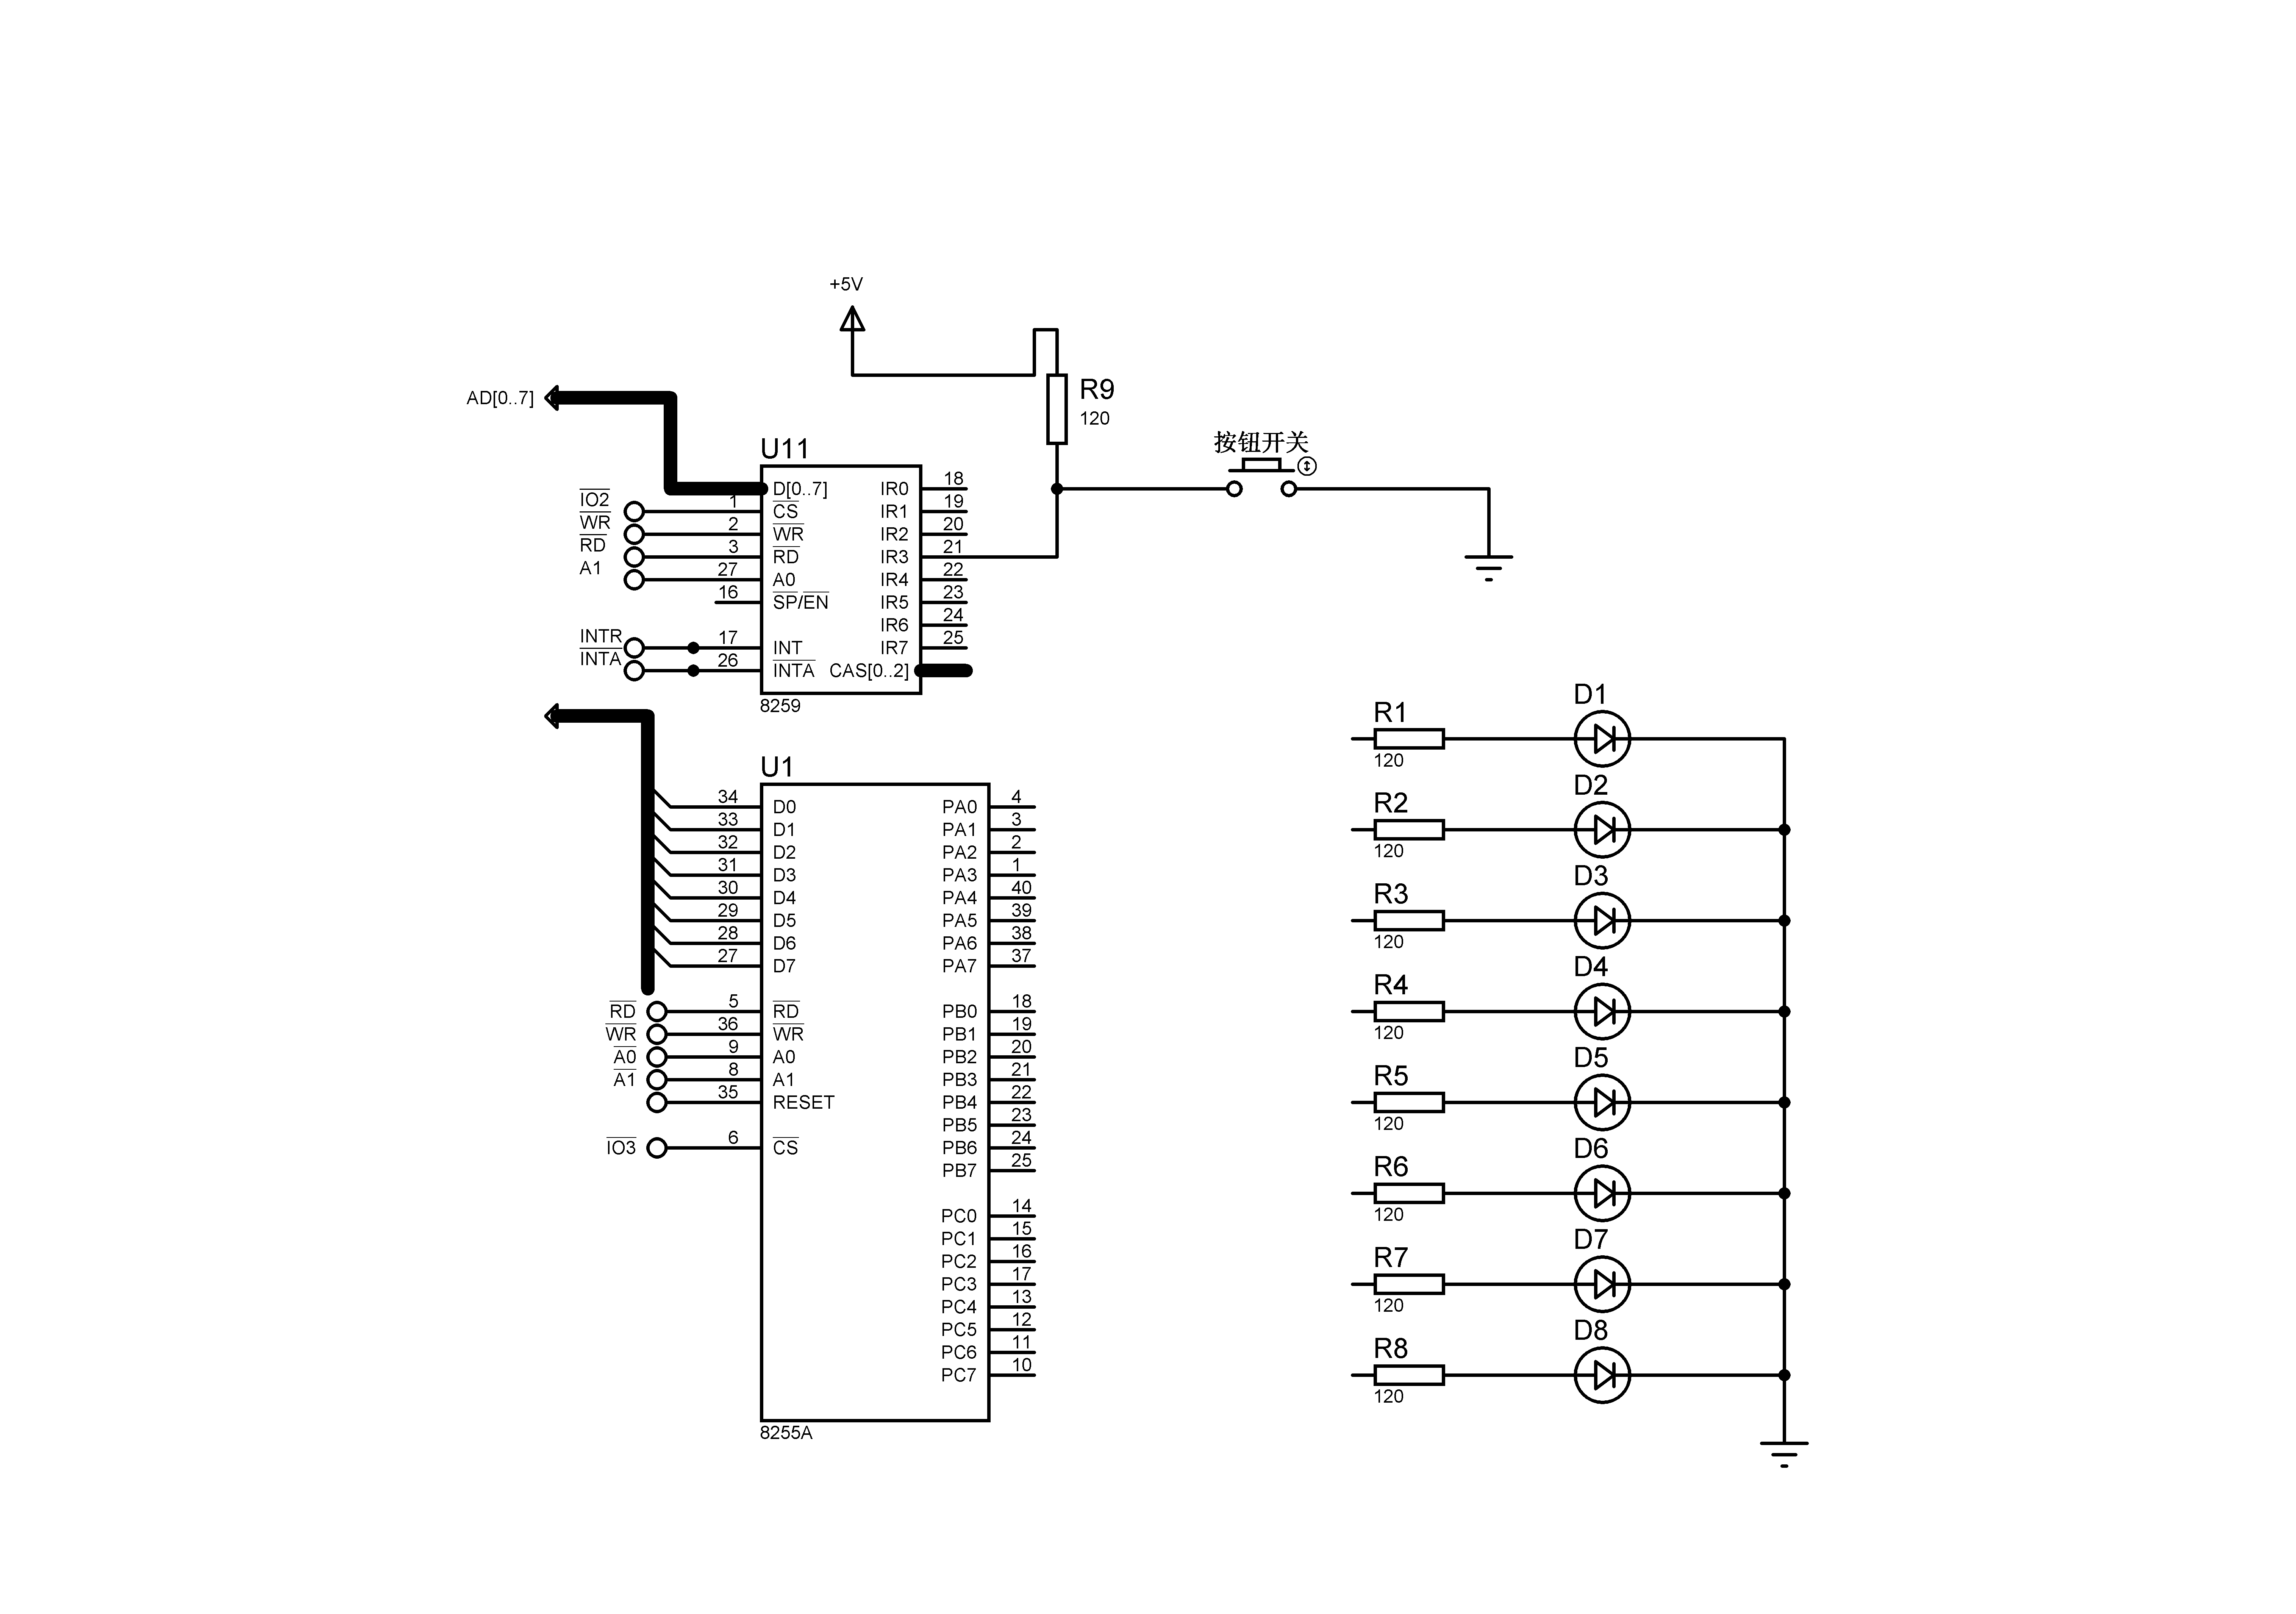 +5V
AD[0..7]
R9
120
按钮开关
U11
D[0..7]
IR0
18
IO2
1
CS
IR1
19
WR
2
WR
IR2
20
RD
3
RD
IR3
21
A1
27
A0
IR4
22
16
SP/EN
IR5
23
IR6
24
INTR
17
INT
IR7
25
INTA
26
INTA
CAS[0..2]
8259
U1
34
D0
PA0
4
33
D1
PA1
3
32
D2
PA2
2
31
D3
PA3
1
30
D4
PA4
40
29
D5
PA5
39
28
D6
PA6
38
27
D7
PA7
37
RD
5
RD
PB0
18
WR
36
WR
PB1
19
A0
9
A0
PB2
20
A1
8
A1
PB3
21
35
RESET
PB4
22
PB5
23
IO3
6
CS
PB6
24
PB7
25
PC0
14
PC1
15
PC2
16
PC3
17
PC4
13
PC5
12
PC6
11
PC7
10
8255A
R1
120
D1
R2
120
D2
R3
120
D3
R4
120
D4
R5
120
D5
R6
120
D6
R7
120
D7
R8
120
D8